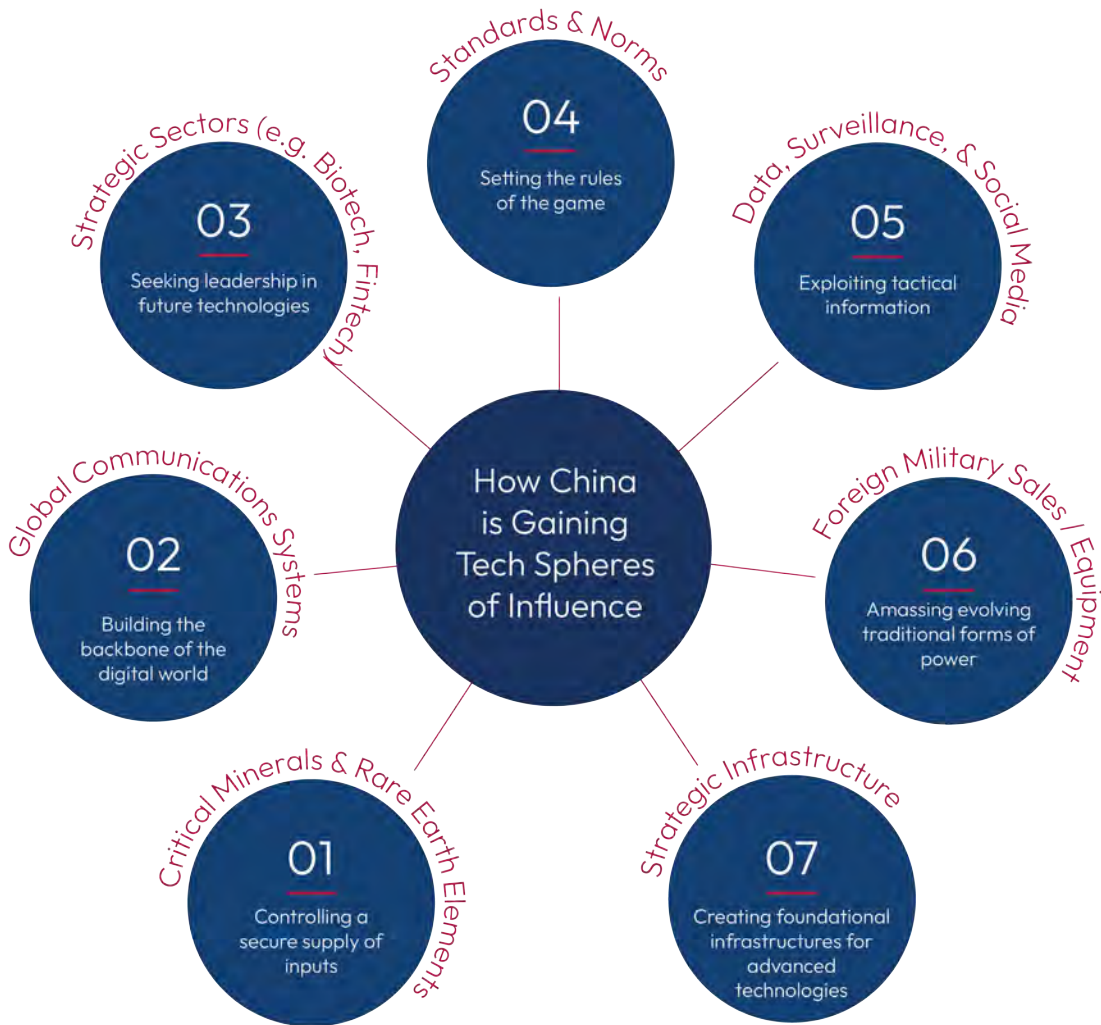 How China
is Gaining
Tech Spheres
of Influence
Critical Minerals & Rare Earth Elements
01
Controlling a
secure supply of
inputs
Global Communications Systems
02
Building the
backbone of the
digital world
Strategic Sectors (e.g. Biotech, Fintech)
03
Seeking leadership in
future technologies
Standards & Norms
04
Setting the rules
of the game
Data, Surveillance, & Social Media
05
Exploiting tactical
information
Foreign Military Sales / Equipment
06
Amassing evolving
traditional forms of
power
Strategic Infrastructure
07
Creating foundational
infrastructures for
advanced
technologies